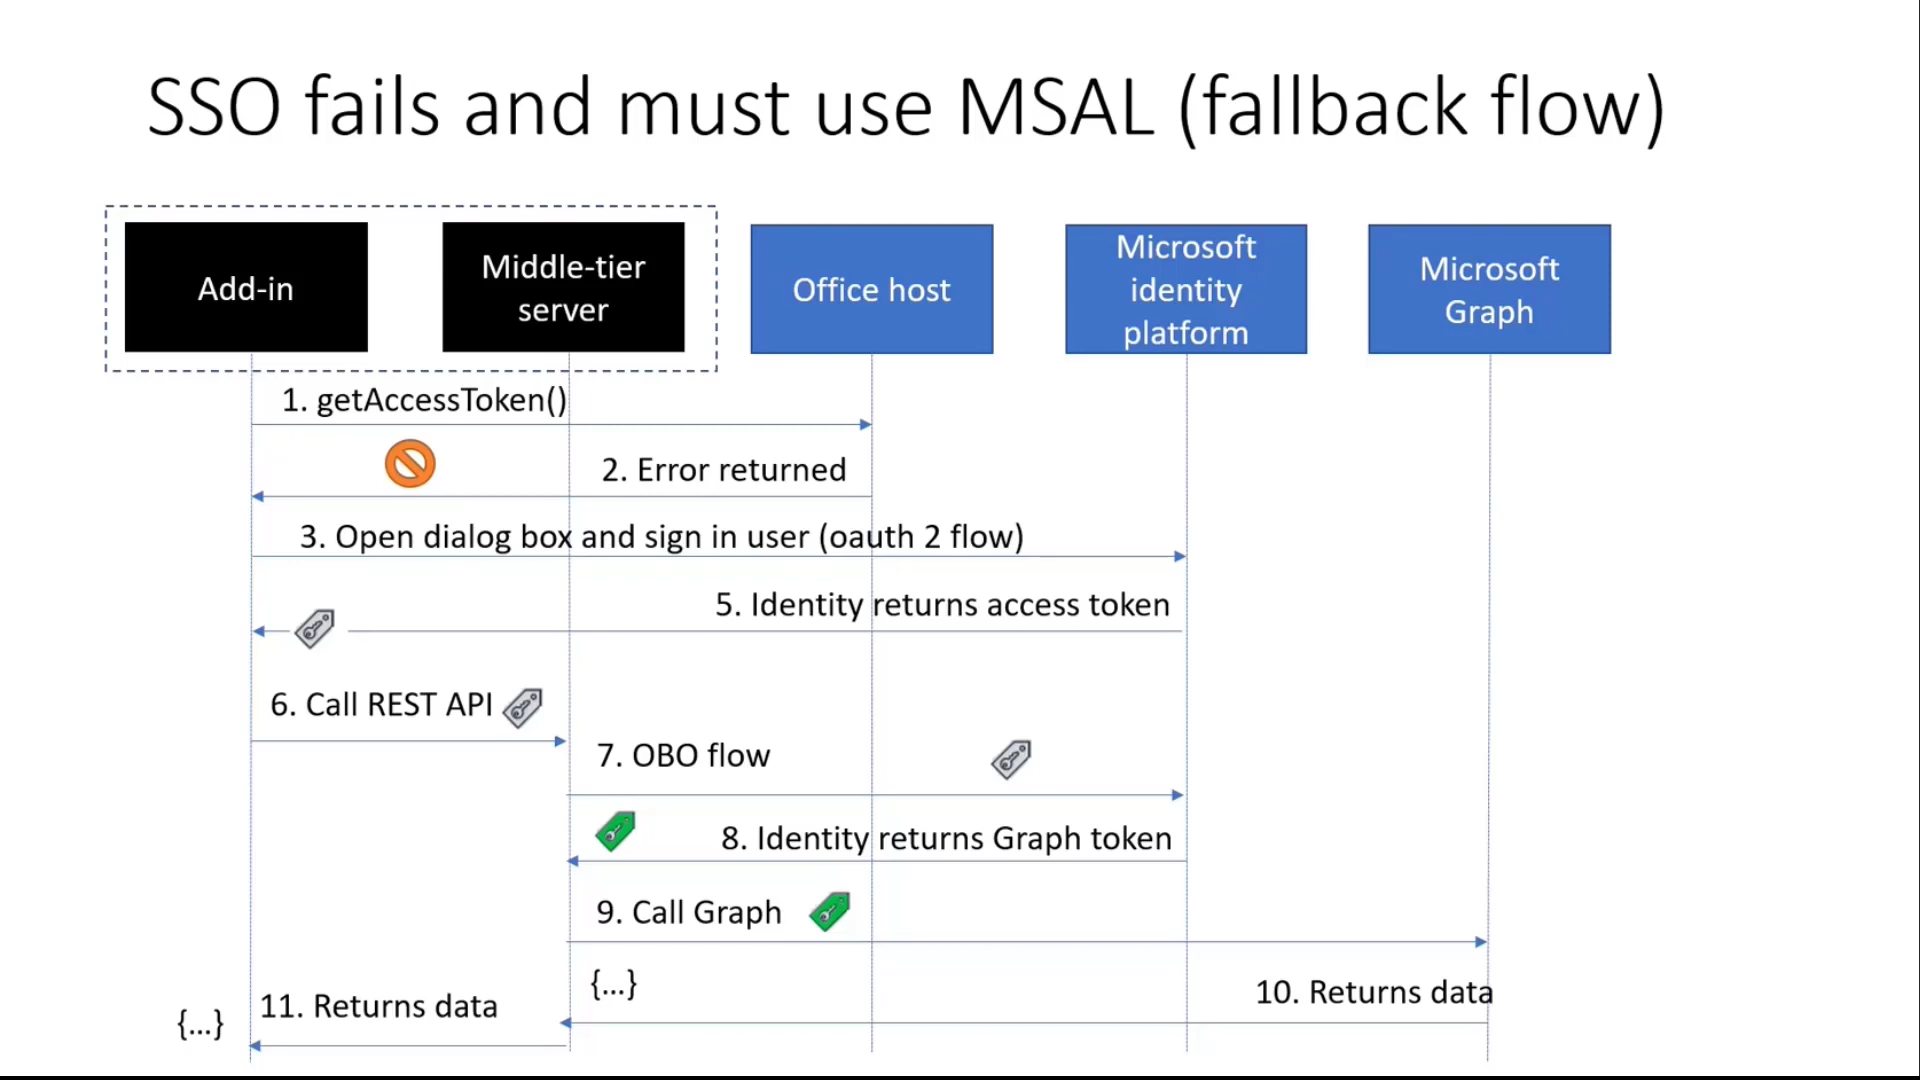 SSO fails and must use MSAL (fallback flow)
Add-in
Middle-tier
server
Office host
Microsoft
identity
platform
Microsoft
Graph
1. getAccessToken()
2. Error returned
3. Open dialog box and sign in user (oauth 2 flow)
5. Identity returns access token
6. Call REST API
7. OBO flow
8. Identity returns Graph token
9. Call Graph
{...}
10. Returns data
11. Returns data
{...}